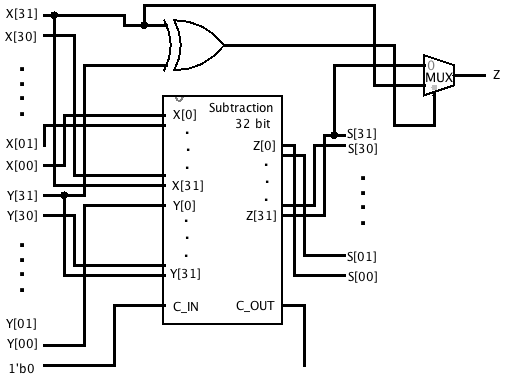 X[31]
X[30]
X[01]
X[00]
Y[31]
Y[30]
Y[01]
Y[00]
1'b0
Subtraction
32 bit
X[0]
X[31]
Y[0]
Y[31]
C_IN
Z[0]
Z[31]
C_OUT
S[31]
S[30]
S[01]
S[00]
0
MUX
Z